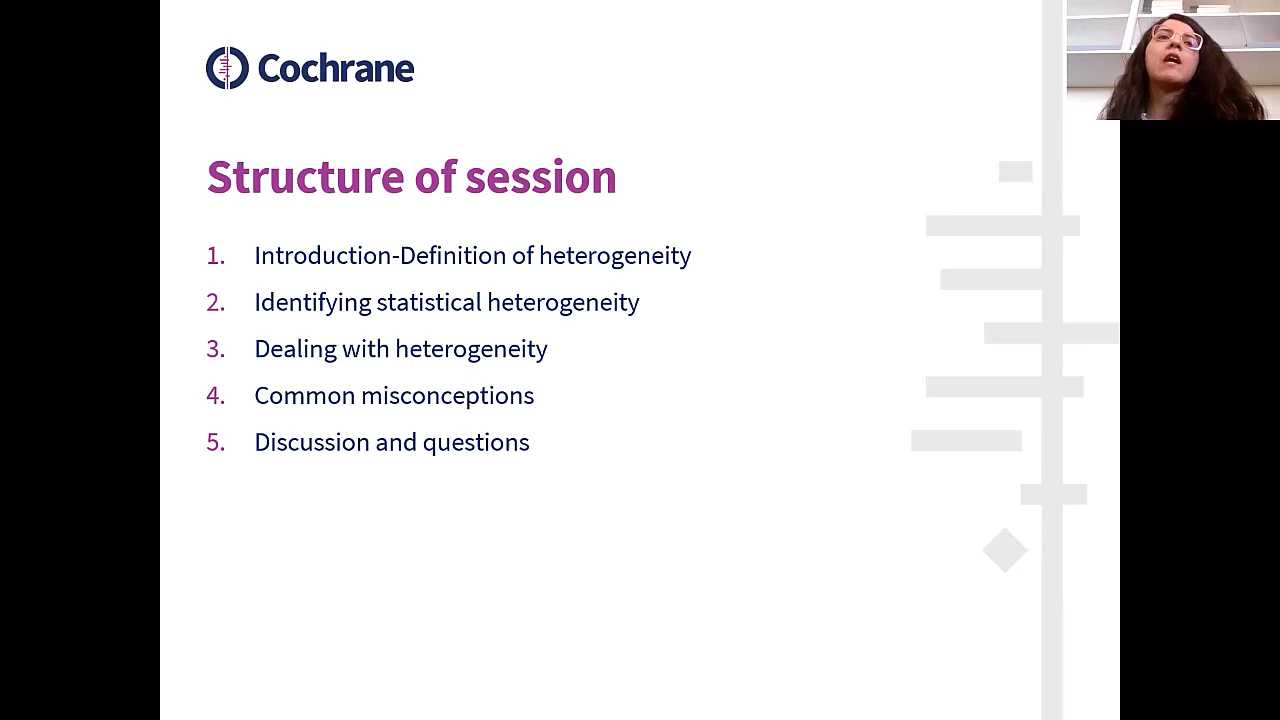 Cochrane
Structure of session
1. Introduction-Definition of heterogeneity
2. Identifying statistical heterogeneity
3. Dealing with heterogeneity
4. Common misconceptions
5. Discussion and questions